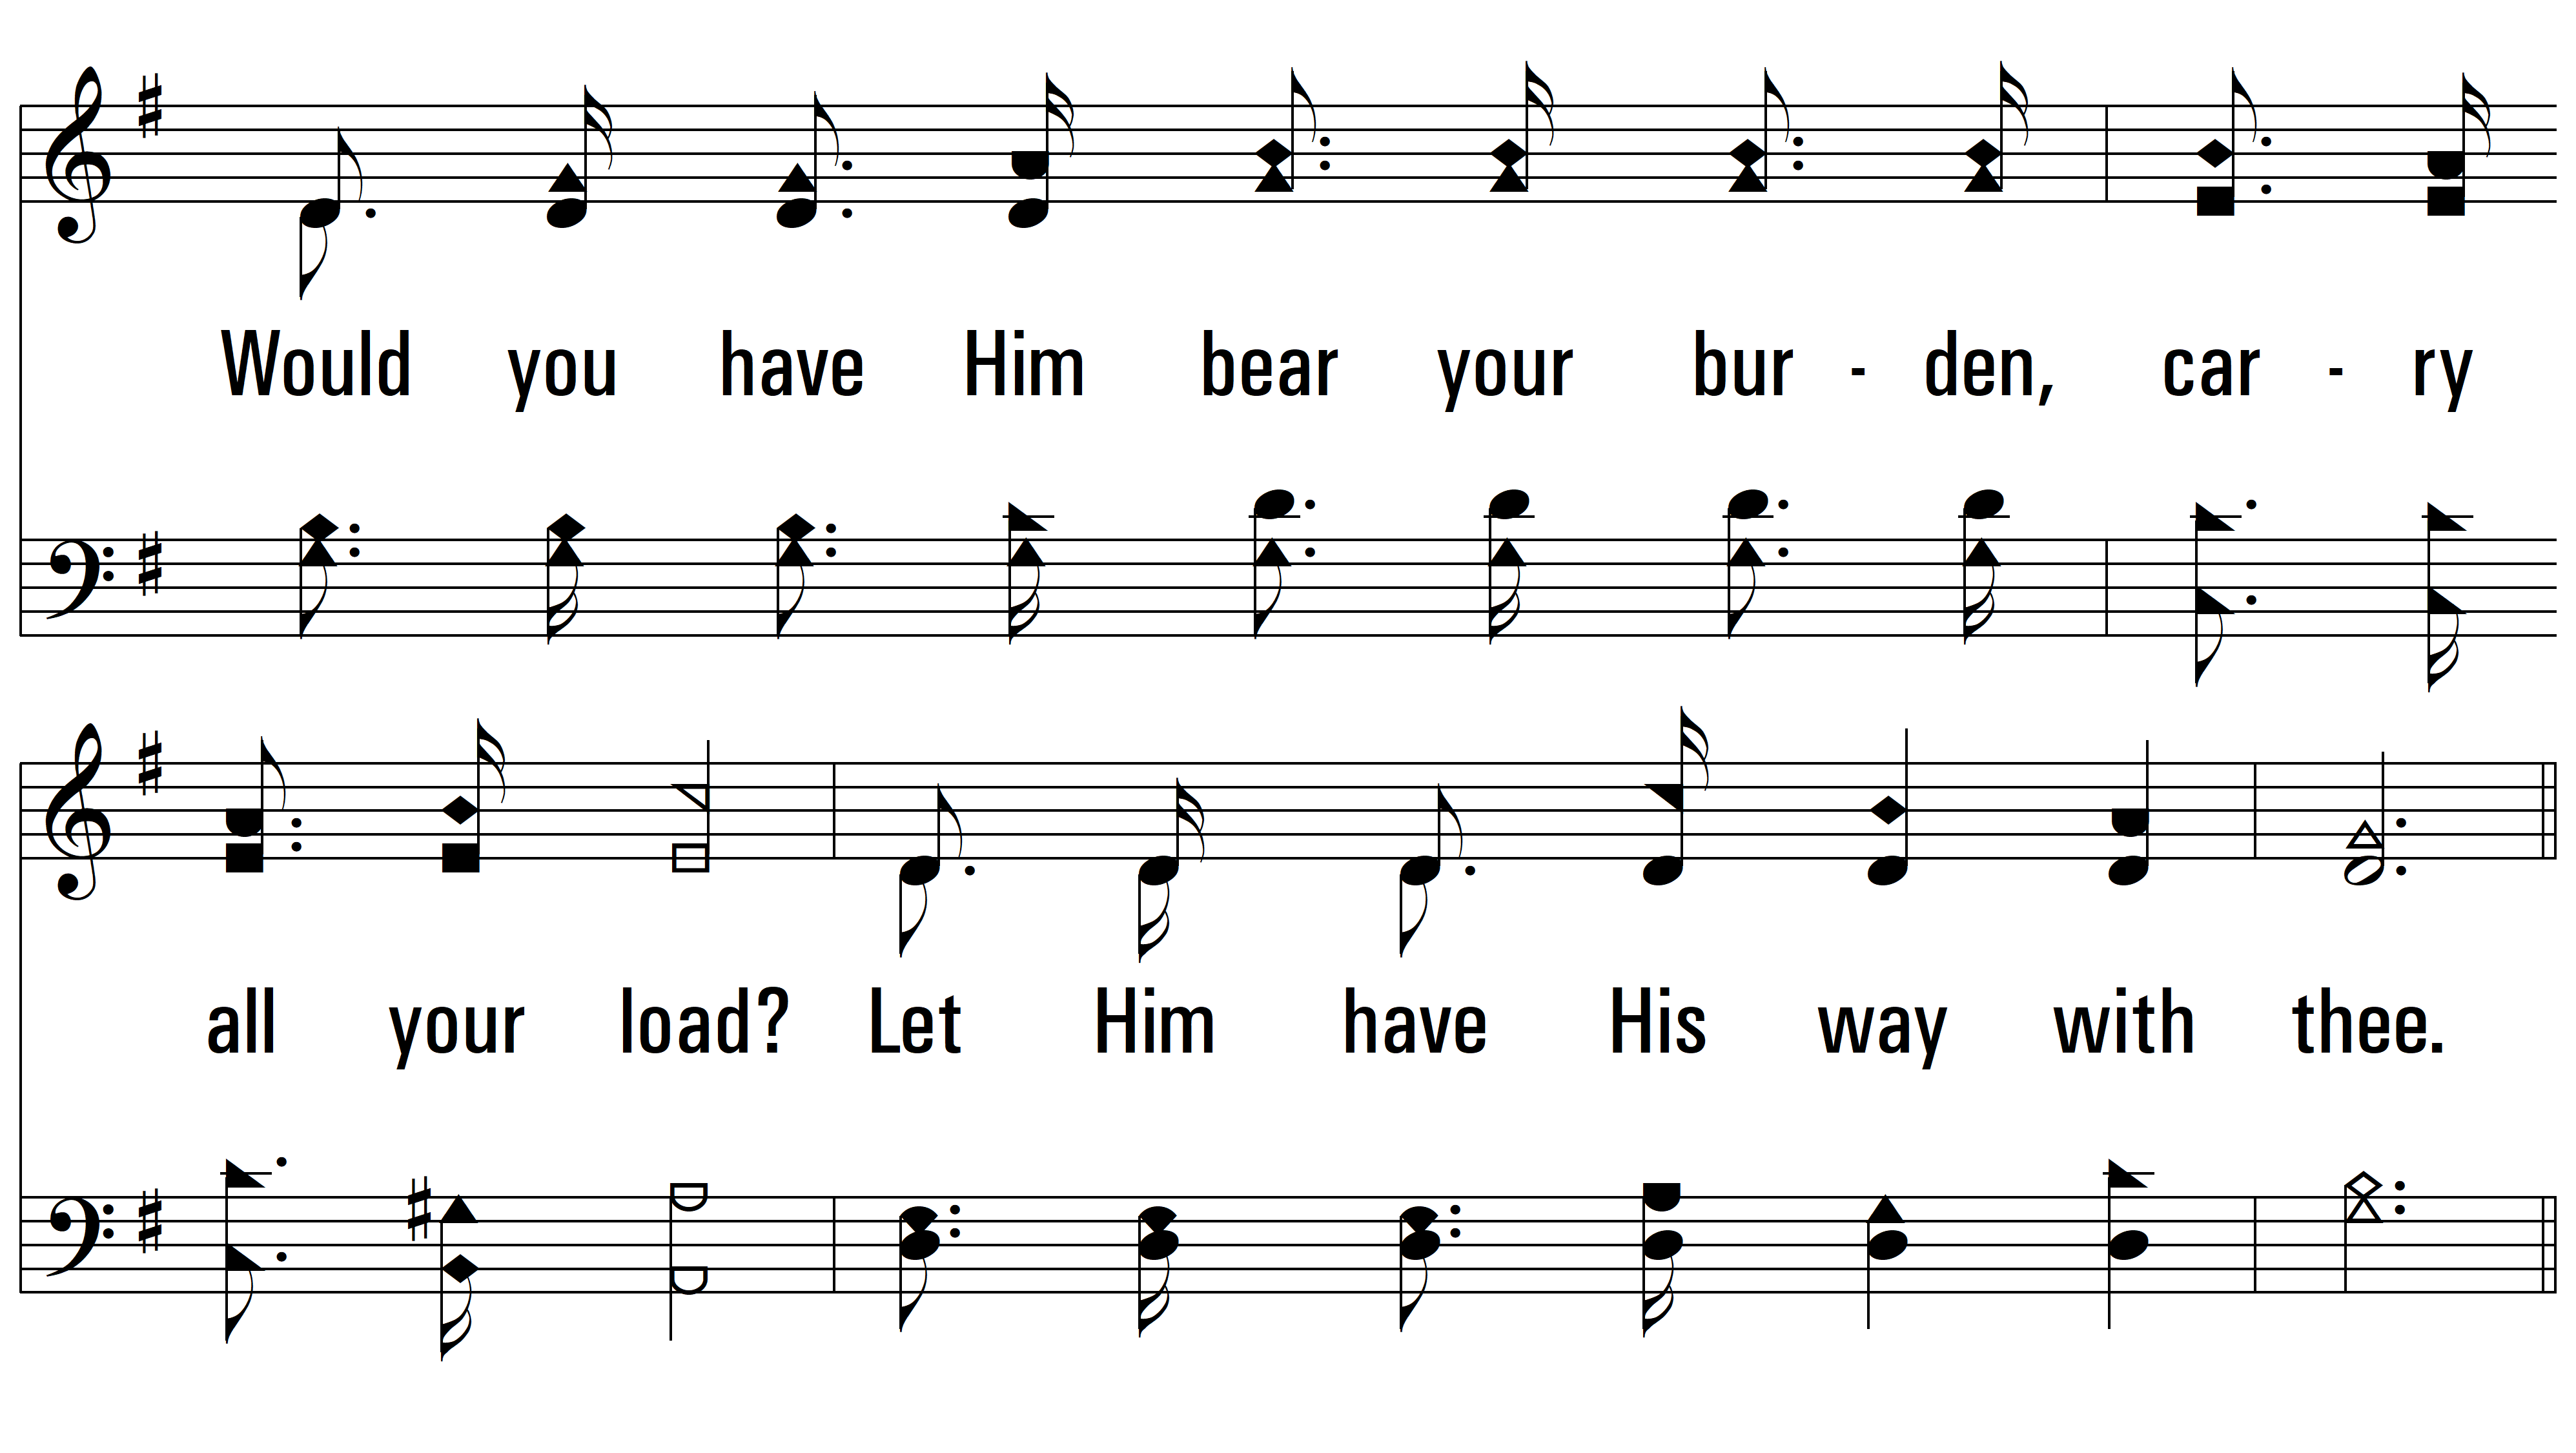 Would you have Him bear your bur - den, car - ry
all your load? Let Him have His way with thee.